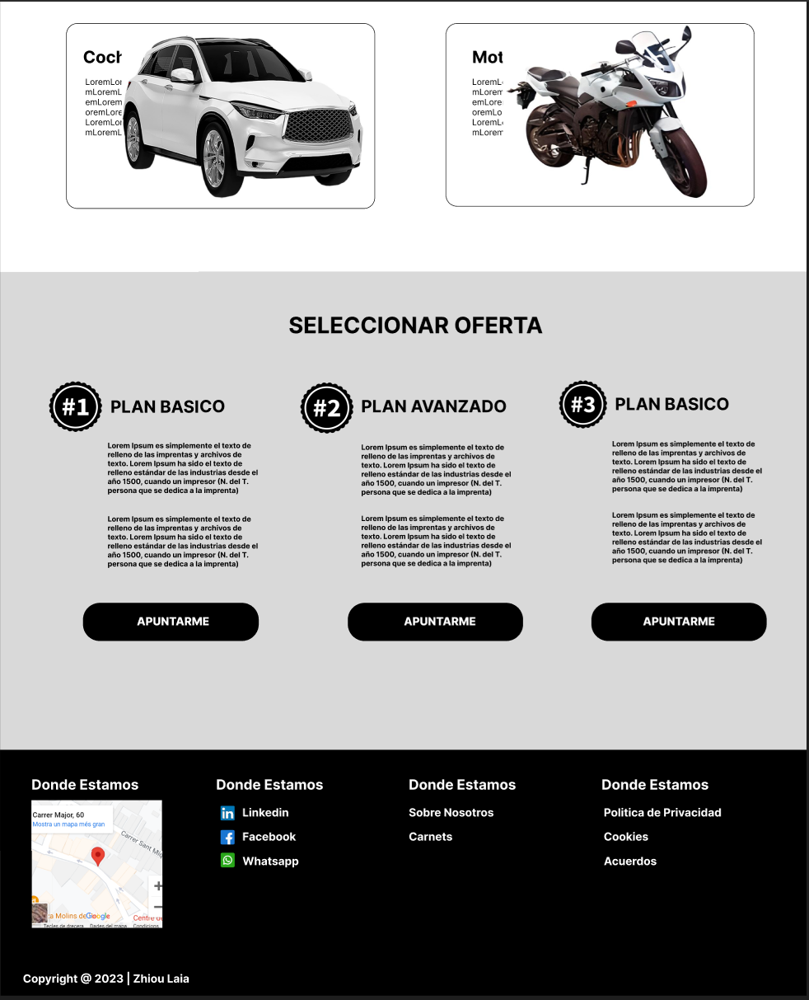 Coch
LoremLor
mLoremL
emLorem
oremLore
LoremLor
mLoremL
Mot
LoremL
mLorem
emLore
oremLo
LoremL
mLorem
SELECCIONAR OFERTA
#1 PLAN BASICO
Lorem Ipsum es simplemente el texto de
relleno de las imprentas y archivos de
texto. Lorem Ipsum ha sido el texto de
relleno estándar de las industrias desde el
año 1500, cuando un impresor (N. del T.
persona que se dedica a la imprenta)
Lorem Ipsum es simplemente el texto de
relleno de las imprentas y archivos de
texto. Lorem Ipsum ha sido el texto de
relleno estándar de las industrias desde el
año 1500, cuando un impresor (N. del T.
persona que se dedica a la imprenta)
APUNTARME
#2 PLAN AVANZADO
Lorem Ipsum es simplemente el texto de
relleno de las imprentas y archivos de
texto. Lorem Ipsum ha sido el texto de
relleno estándar de las industrias desde el
año 1500, cuando un impresor (N. del T.
persona que se dedica a la imprenta)
Lorem Ipsum es simplemente el texto de
relleno de las imprentas y archivos de
texto. Lorem Ipsum ha sido el texto de
relleno estándar de las industrias desde el
año 1500, cuando un impresor (N. del T.
persona que se dedica a la imprenta)
APUNTARME
#3 PLAN BASICO
Lorem Ipsum es simplemente el texto de
relleno de las imprentas y archivos de
texto. Lorem Ipsum ha sido el texto de
relleno estándar de las industrias desde el
año 1500, cuando un impresor (N. del T.
persona que se dedica a la imprenta)
Lorem Ipsum es simplemente el texto de
relleno de las imprentas y archivos de
texto. Lorem Ipsum ha sido el texto de
relleno estándar de las industrias desde el
año 1500, cuando un impresor (N. del T.
persona que se dedica a la imprenta)
APUNTARME
Donde Estamos
Carrer Major, 60
Mostra un mapa més gran
Carrer Sant Miq
+
−
a Molins de Google
Centre de
Tecles de drecera Dades del mapa Condicions
Donde Estamos
in Linkedin
f Facebook
Whatsapp
Donde Estamos
Sobre Nosotros
Carnets
Donde Estamos
Politica de Privacidad
Cookies
Acuerdos
Copyright @ 2023 | Zhiou Laia